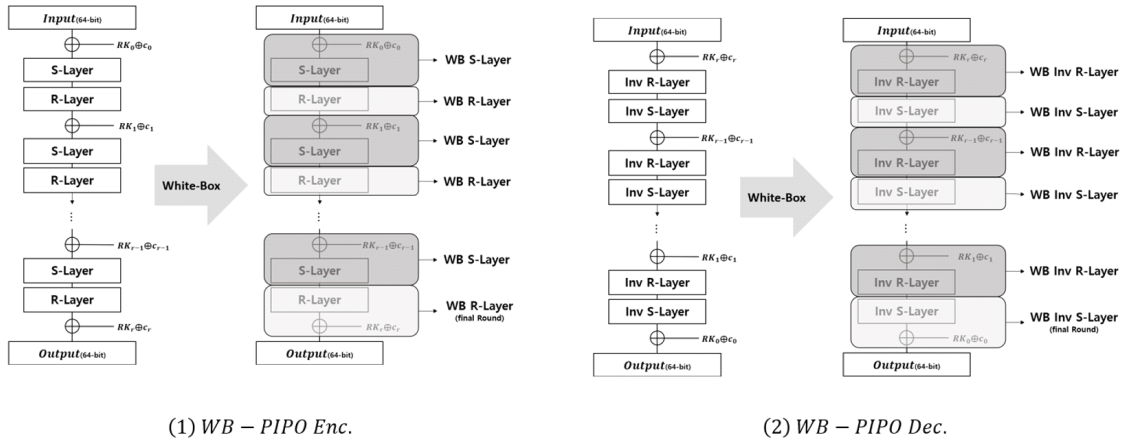 Input(64-bit)
RK₀⊕c₀
S-Layer
R-Layer
RK₁⊕c₁
S-Layer
R-Layer
⋮
RKᵣ₋₁⊕cᵣ₋₁
S-Layer
R-Layer
RKᵣ⊕cᵣ
Output(64-bit)
White-Box
Input(64-bit)
RK₀⊕c₀
S-Layer
WB S-Layer
R-Layer
WB R-Layer
RK₁⊕c₁
S-Layer
WB S-Layer
R-Layer
WB R-Layer
⋮
RKᵣ₋₁⊕cᵣ₋₁
S-Layer
WB S-Layer
R-Layer
WB R-Layer
(final Round)
RKᵣ⊕cᵣ
Output(64-bit)
(1) WB − PIPO Enc.
Input(64-bit)
RKᵣ⊕cᵣ
Inv R-Layer
Inv S-Layer
RKᵣ₋₁⊕cᵣ₋₁
Inv R-Layer
Inv S-Layer
⋮
RK₁⊕c₁
Inv R-Layer
Inv S-Layer
RK₀⊕c₀
Output(64-bit)
White-Box
Input(64-bit)
RKᵣ⊕cᵣ
Inv R-Layer
WB Inv R-Layer
Inv S-Layer
WB Inv S-Layer
RKᵣ₋₁⊕cᵣ₋₁
Inv R-Layer
WB Inv R-Layer
Inv S-Layer
WB Inv S-Layer
⋮
RK₁⊕c₁
Inv R-Layer
WB Inv R-Layer
Inv S-Layer
WB Inv S-Layer
(final Round)
RK₀⊕c₀
Output(64-bit)
(2) WB − PIPO Dec.